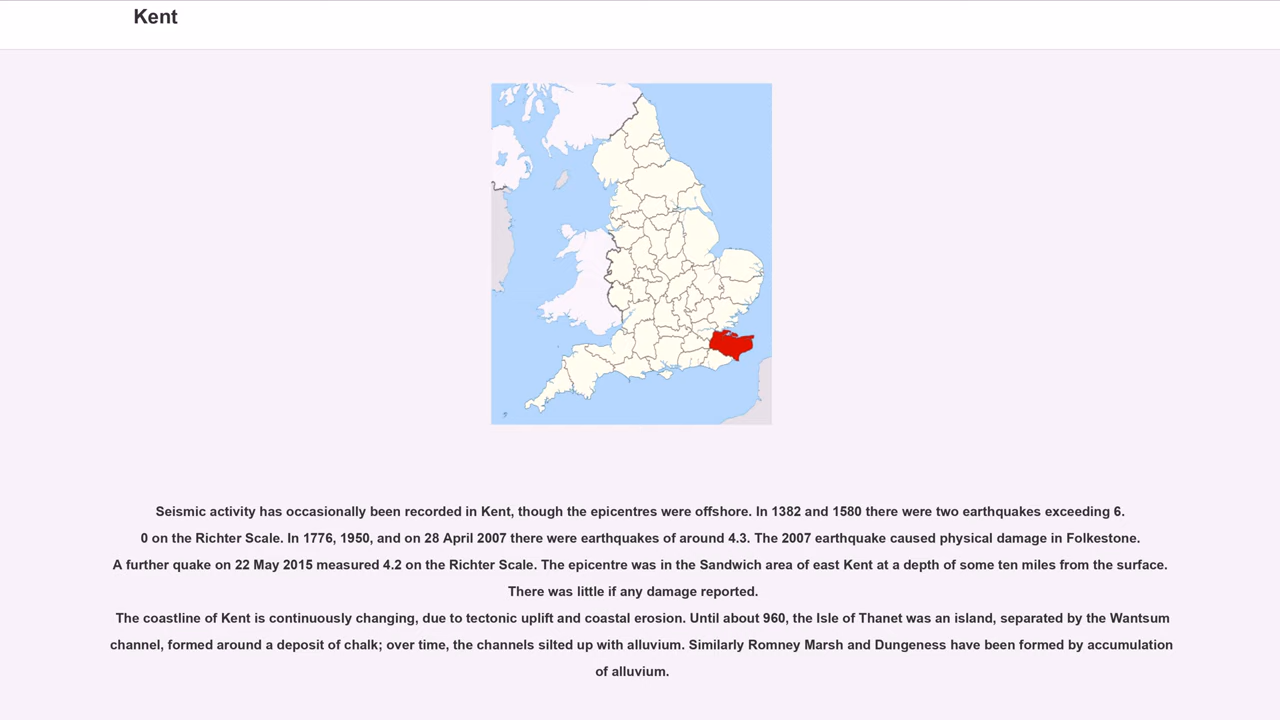 Kent
Seismic activity has occasionally been recorded in Kent, though the epicentres were offshore. In 1382 and 1580 there were two earthquakes exceeding 6.
0 on the Richter Scale. In 1776, 1950, and on 28 April 2007 there were earthquakes of around 4.3. The 2007 earthquake caused physical damage in Folkestone.
A further quake on 22 May 2015 measured 4.2 on the Richter Scale. The epicentre was in the Sandwich area of east Kent at a depth of some ten miles from the surface.
There was little if any damage reported.
The coastline of Kent is continuously changing, due to tectonic uplift and coastal erosion. Until about 960, the Isle of Thanet was an island, separated by the Wantsum
channel, formed around a deposit of chalk; over time, the channels silted up with alluvium. Similarly Romney Marsh and Dungeness have been formed by accumulation
of alluvium.